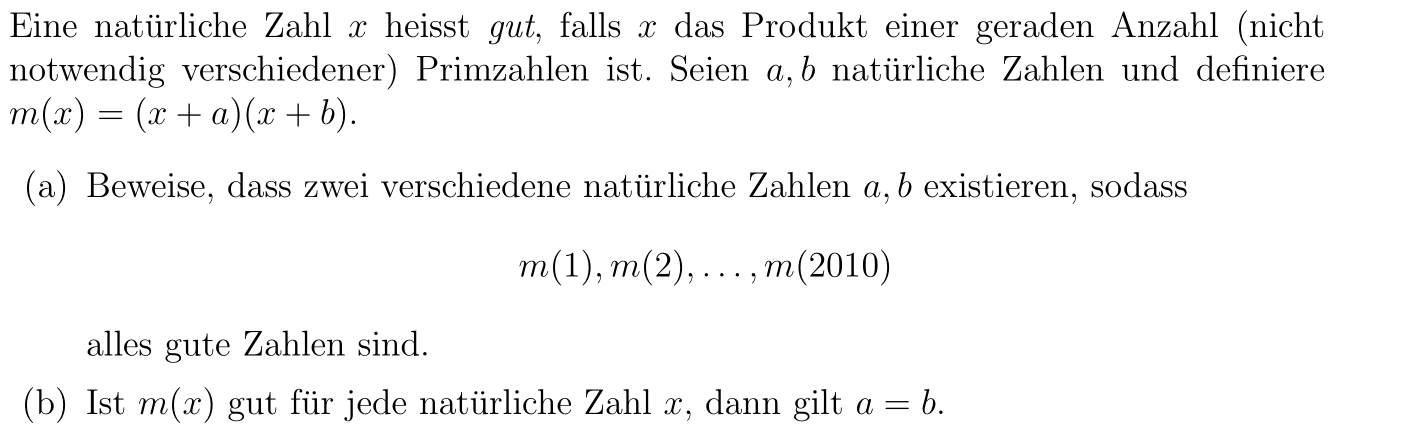 Eine natürliche Zahl x heisst gut, falls x das Produkt einer geraden Anzahl (nicht
notwendig verschiedener) Primzahlen ist. Seien a, b natürliche Zahlen und definiere
m(x) = (x + a)(x + b).
(a) Beweise, dass zwei verschiedene natürliche Zahlen a, b existieren, sodass
m(1), m(2), . . . , m(2010)
alles gute Zahlen sind.
(b) Ist m(x) gut für jede natürliche Zahl x, dann gilt a = b.